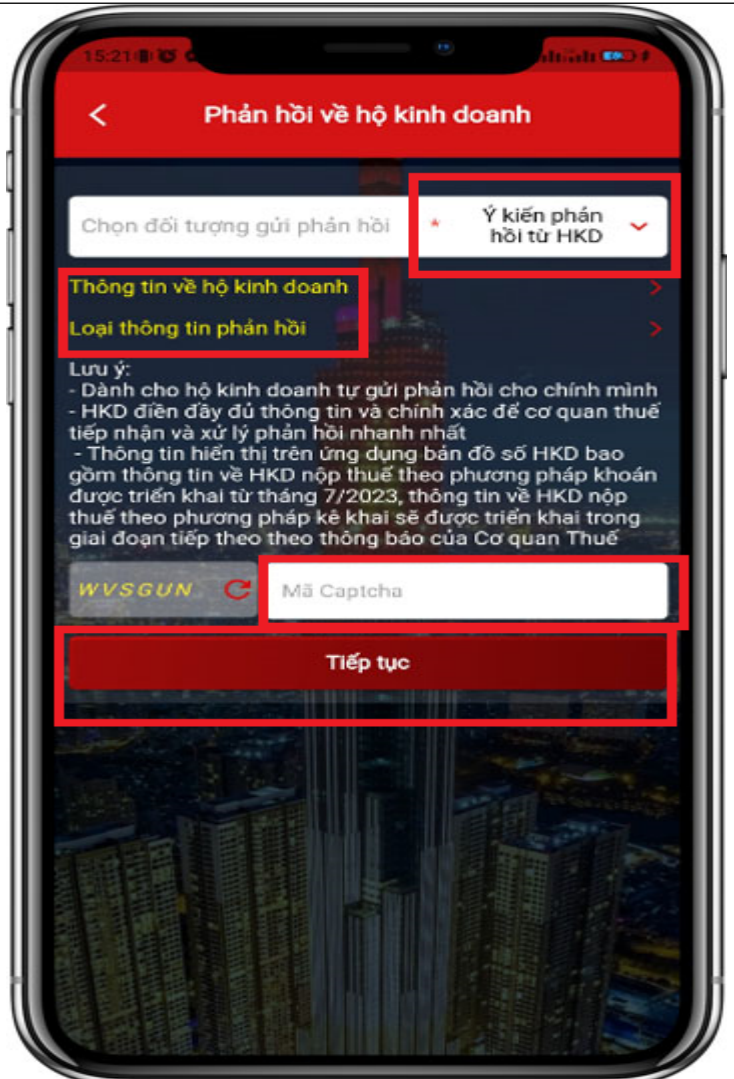 15:21
Phản hồi về hộ kinh doanh
Chọn đối tượng gửi phản hồi * Ý kiến phản
hồi từ HKD
Thông tin về hộ kinh doanh
Loại thông tin phản hồi
Lưu ý:
- Dành cho hộ kinh doanh tự gửi phản hồi cho chính mình
- HKD điền đầy đủ thông tin và chính xác để cơ quan thuế
tiếp nhận và xử lý phản hồi nhanh nhất
- Thông tin hiển thị trên ứng dụng bản đồ số HKD bao
gồm thông tin về HKD nộp thuế theo phương pháp khoán
được triển khai từ tháng 7/2023, thông tin về HKD nộp
thuế theo phương pháp kê khai sẽ được triển khai trong
giai đoạn tiếp theo theo thông báo của Cơ quan Thuế
WVSGUN Mã Captcha
Tiếp tục